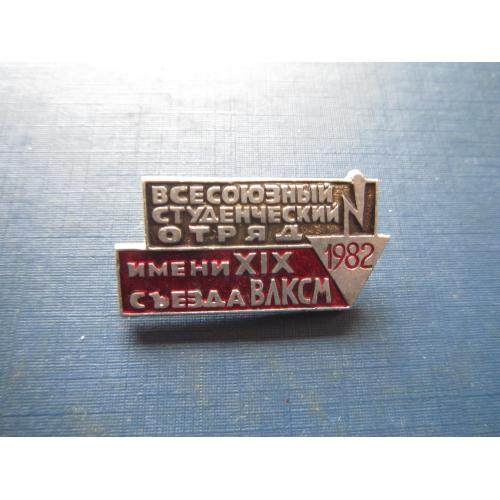 ВСЕСОЮЗНЫЙ
СТУДЕНЧЕСКИЙ
ОТРЯД
ИМЕНИ XIX
СЪЕЗДА ВЛКСМ
1982